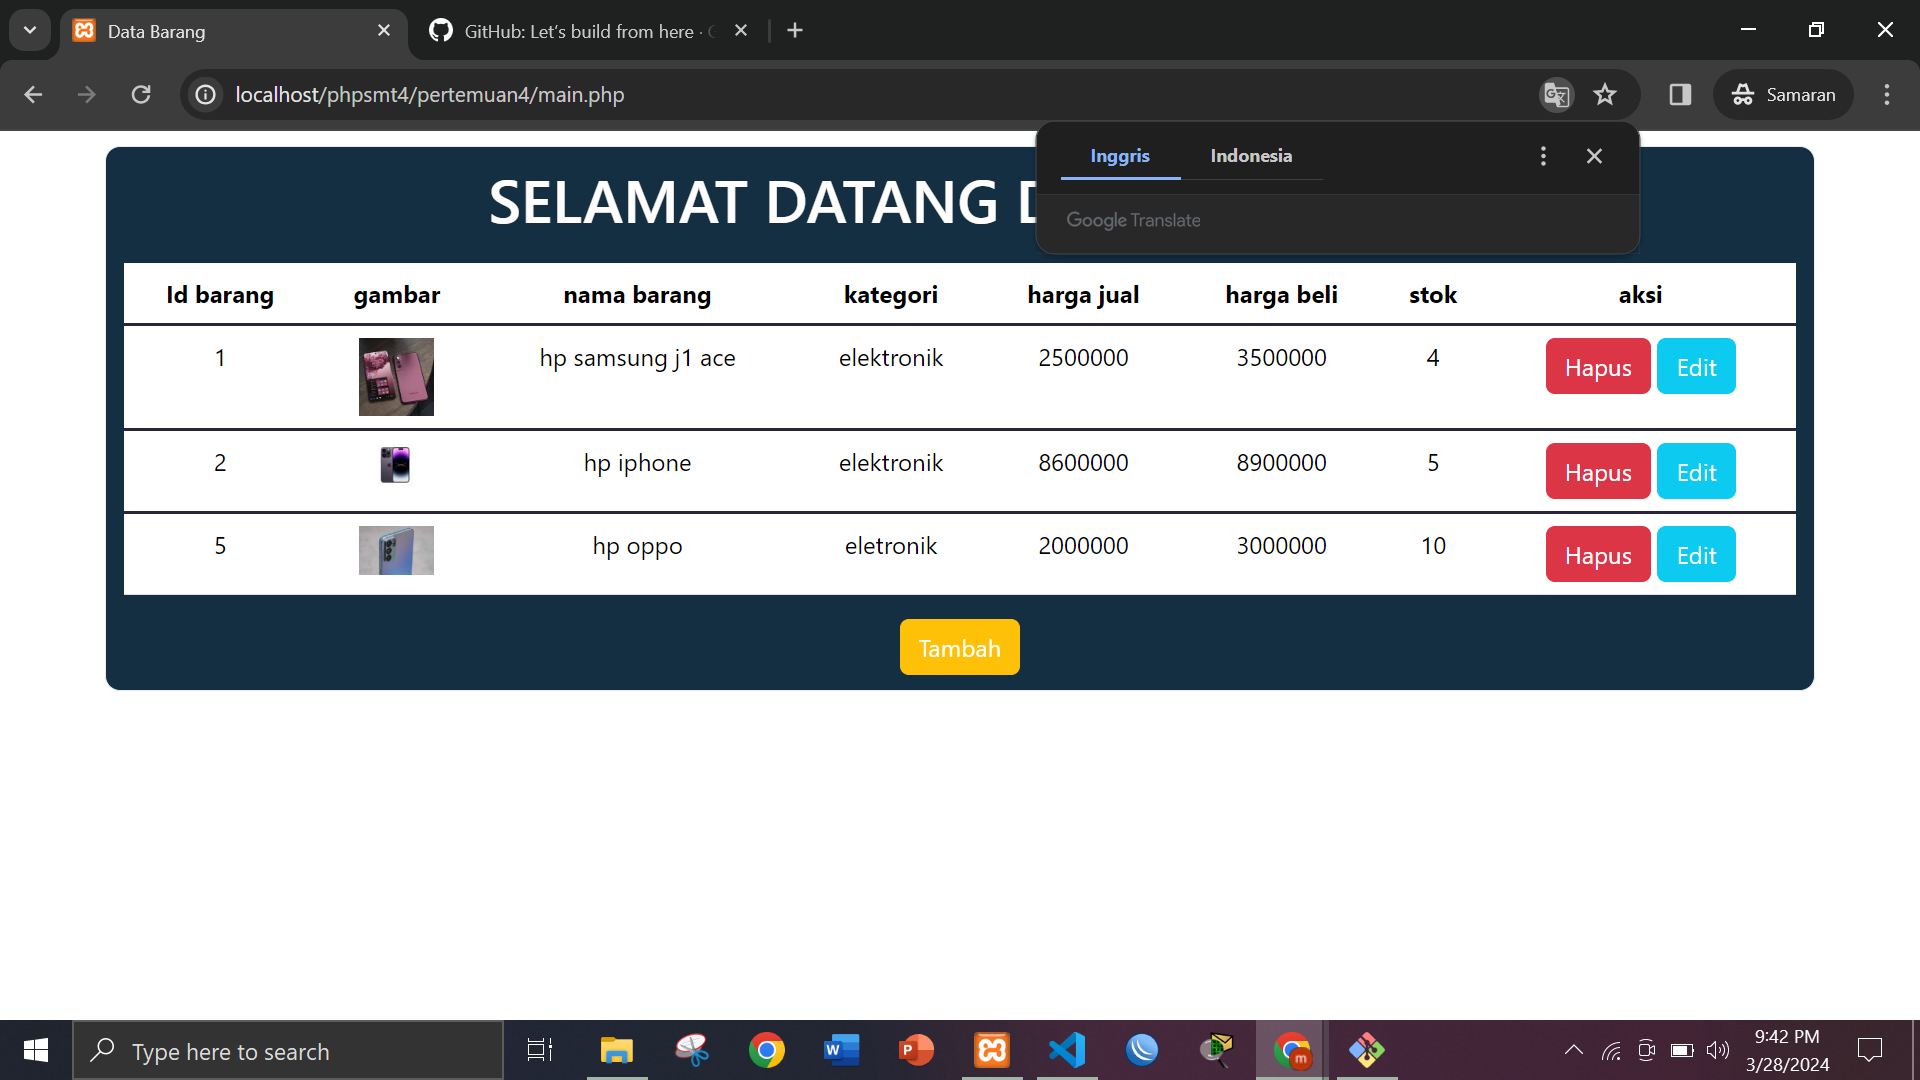 Data Barang
GitHub: Let's build from here ·
localhost/phpsmt4/pertemuan4/main.php
Samaran
Inggris Indonesia
Google Translate
SELAMAT DATANG
Id barang gambar nama barang kategori harga jual harga beli stok aksi
1 hp samsung j1 ace elektronik 2500000 3500000 4 Hapus Edit
2 hp iphone elektronik 8600000 8900000 5 Hapus Edit
5 hp oppo eletronik 2000000 3000000 10 Hapus Edit
Tambah
Type here to search
9:42 PM
3/28/2024